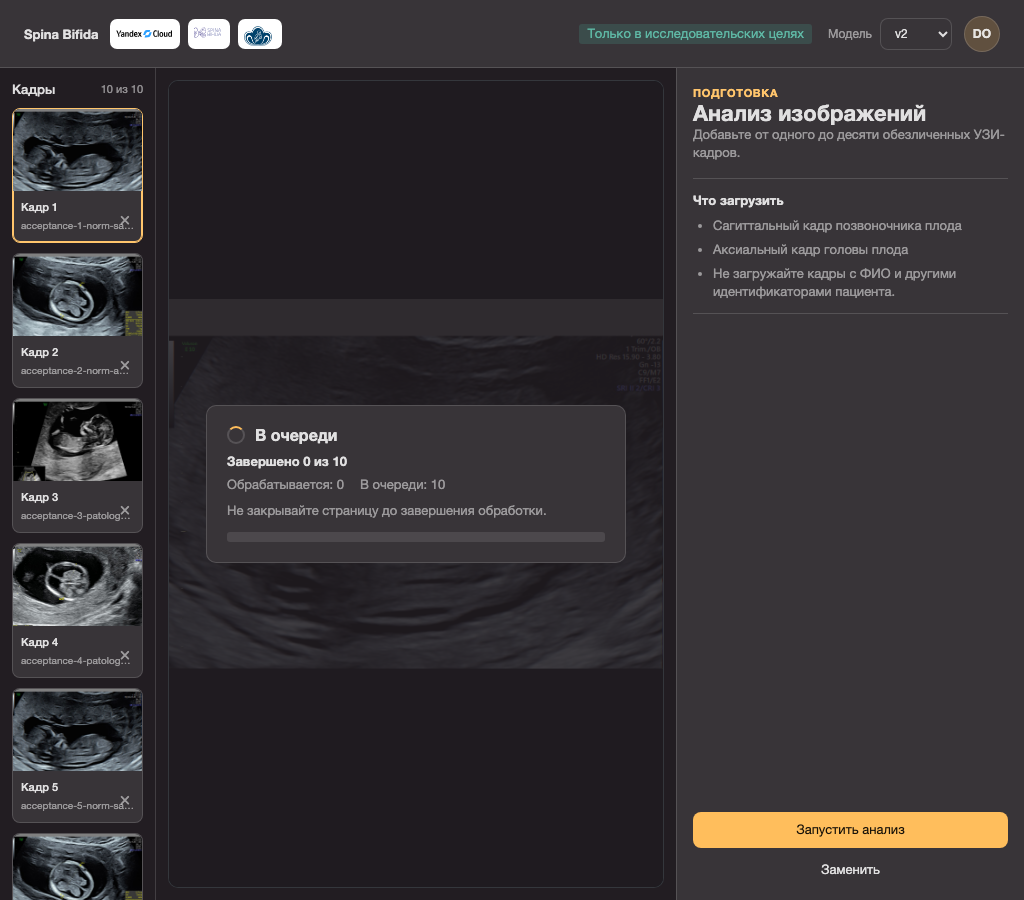 Spina Bifida
Yandex Cloud
Только в исследовательских целях
Модель
v2
DO
Кадры
10 из 10
Кадр 1
acceptance-1-norm-sa...
Кадр 2
acceptance-2-norm-a...
Кадр 3
acceptance-3-patolog...
Кадр 4
acceptance-4-patolog...
Кадр 5
acceptance-5-norm-sa...
В очереди
Завершено 0 из 10
Обрабатывается: 0 В очереди: 10
Не закрывайте страницу до завершения обработки.
ПОДГОТОВКА
Анализ изображений
Добавьте от одного до десяти обезличенных УЗИ-
кадров.
Что загрузить
Сагиттальный кадр позвоночника плода
Аксиальный кадр головы плода
Не загружайте кадры с ФИО и другими
идентификаторами пациента.
Запустить анализ
Заменить